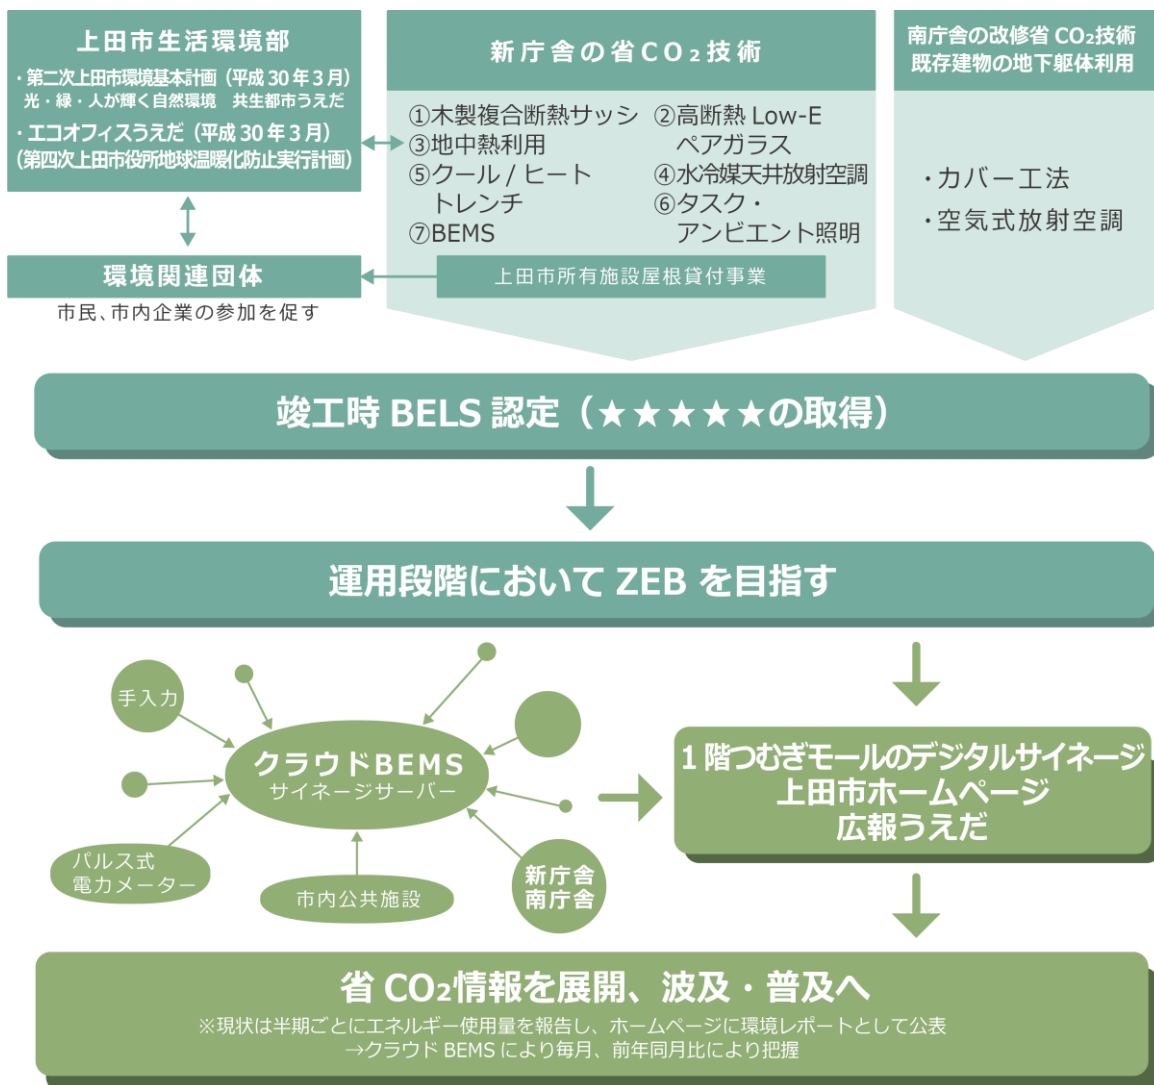 上田市生活環境部
・第二次上田市環境基本計画（平成 30 年 3 月）
光・緑・人が輝く自然環境　共生都市うえだ
・エコオフィスうえだ（平成 30 年 3 月）
（第四次上田市役所地球温暖化防止実行計画）
環境関連団体
市民、市内企業の参加を促す
新庁舎の省CO₂技術
①木製複合断熱サッシ
②高断熱 Low-E
ペアガラス
③地中熱利用
④水冷媒天井放射空調
⑤クール / ヒート
トレンチ
⑥タスク・
アンビエント照明
⑦BEMS
上田市所有施設屋根貸付事業
南庁舎の改修省 CO₂技術
既存建物の地下躯体利用
・カバー工法
・空気式放射空調
竣工時 BELS 認定（★★★★★の取得）
運用段階において ZEB を目指す
手入力
クラウドBEMS
サイネージサーバー
パルス式
電力メーター
市内公共施設
新庁舎
南庁舎
1 階つむぎモールのデジタルサイネージ
上田市ホームページ
広報うえだ
省 CO₂情報を展開、波及・普及へ
※現状は半期ごとにエネルギー使用量を報告し、ホームページに環境レポートとして公表
→クラウド BEMS により毎月、前年同月比により把握